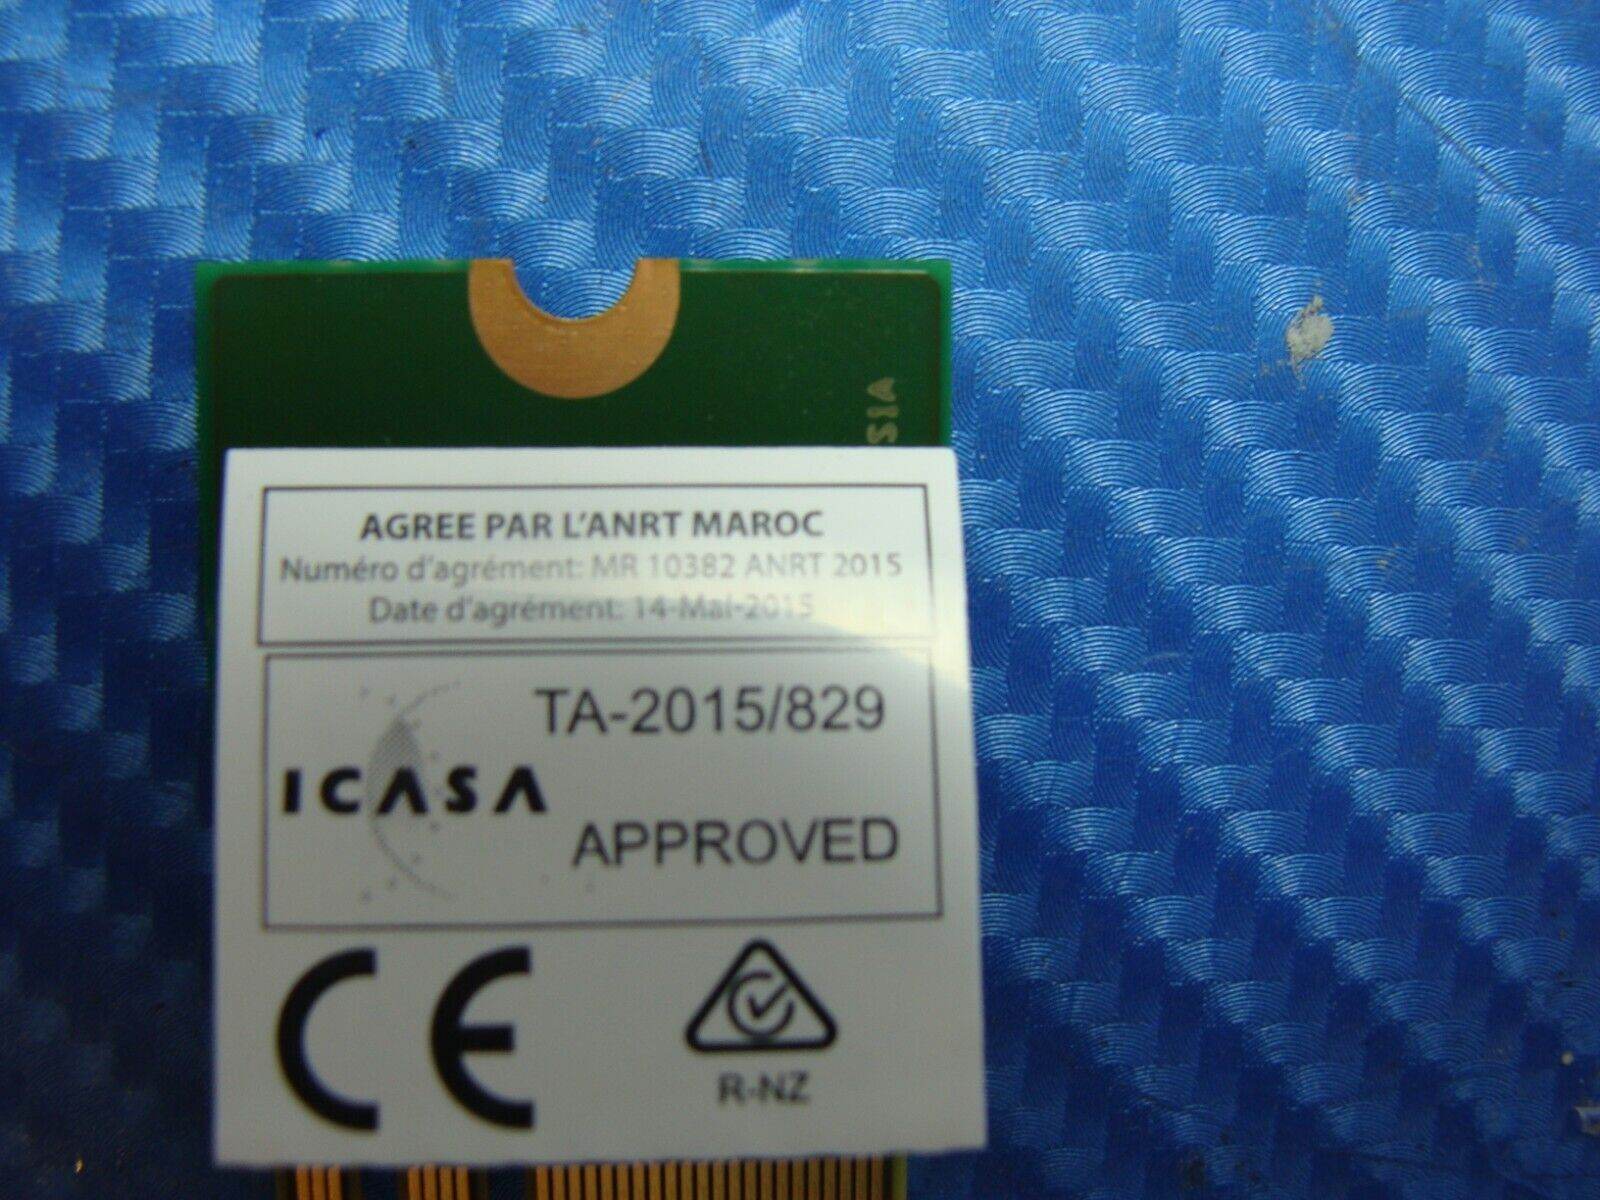 SIA
AGREE PAR L'ANRT MAROC
Numéro d'agrément: MR 10382 ANRT 2015
Date d'agrément: 14-Mai-2015
TA-2015/829
ICASA
APPROVED
CE
R-NZ